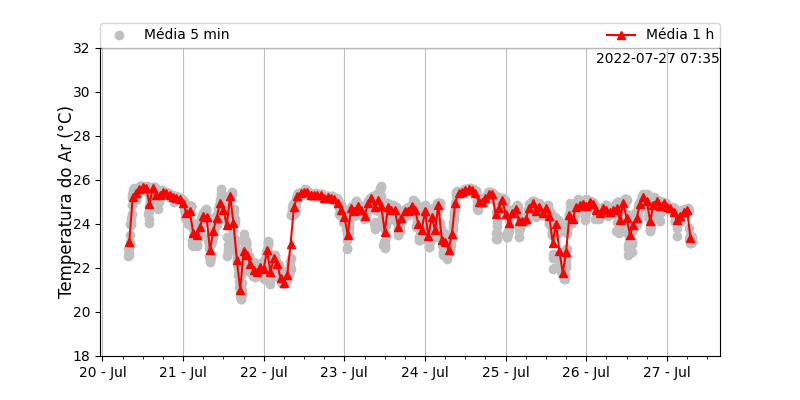 Média 5 min
Média 1 h
2022-07-27 07:35
Temperatura do Ar (°C)
32
30
28
26
24
22
20
18
20 - Jul
21 - Jul
22 - Jul
23 - Jul
24 - Jul
25 - Jul
26 - Jul
27 - Jul